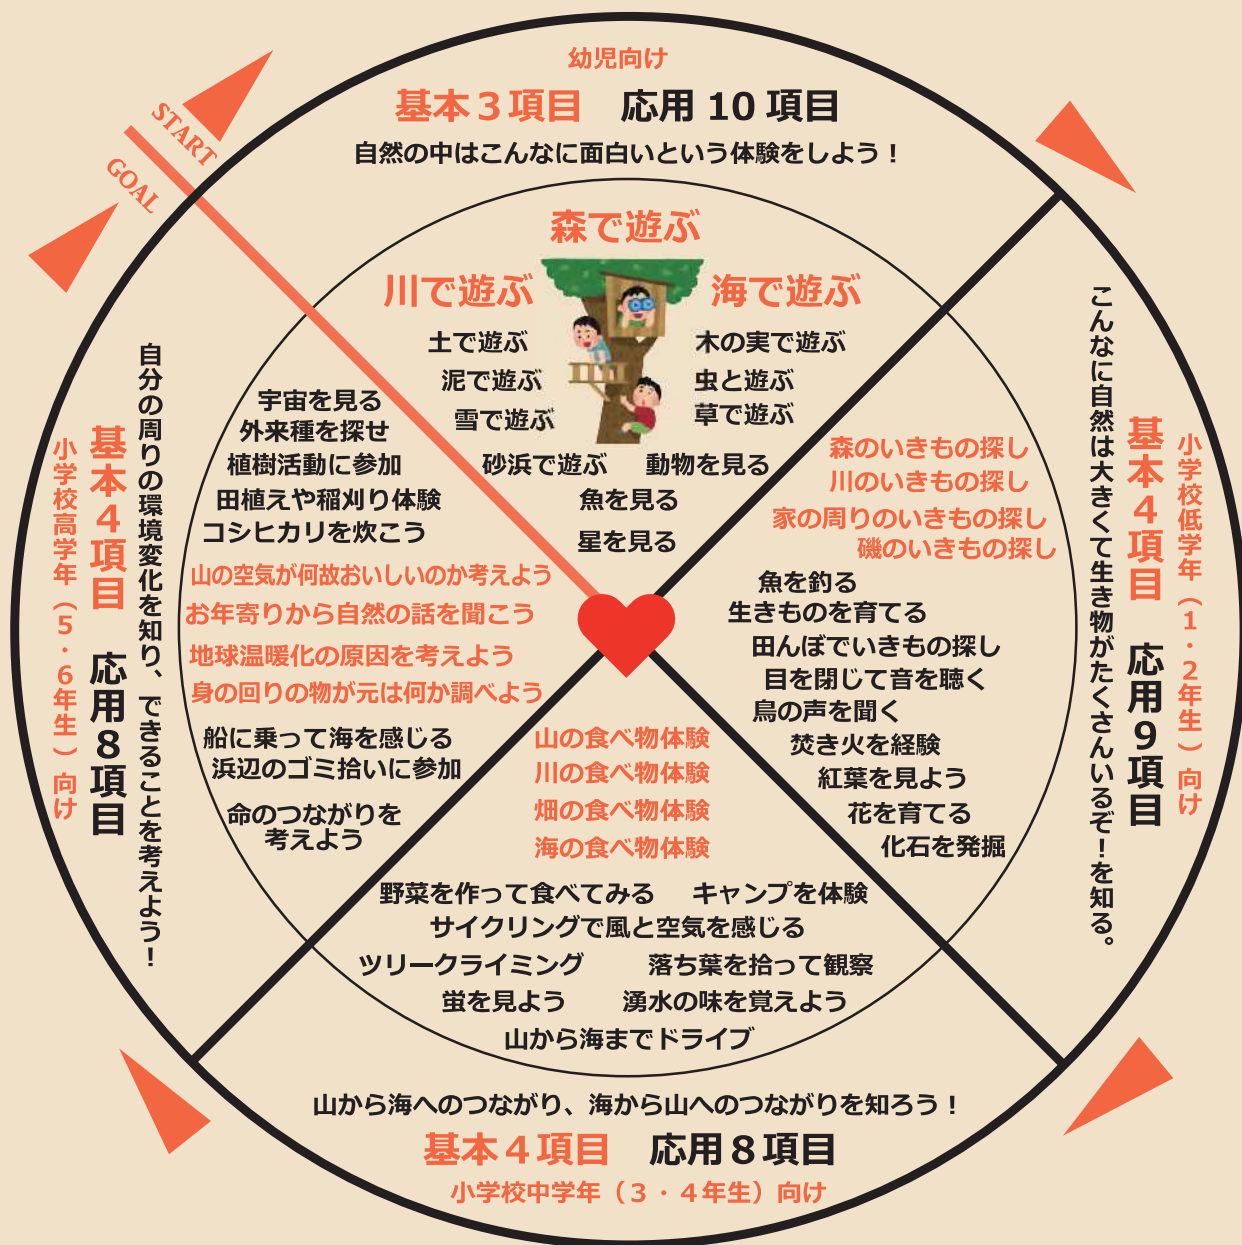 START
GOAL
幼児向け
基本3項目　応用10項目
自然の中はこんなに面白いという体験をしよう！
森で遊ぶ
川で遊ぶ
海で遊ぶ
土で遊ぶ
泥で遊ぶ
雪で遊ぶ
木の実で遊ぶ
虫と遊ぶ
草で遊ぶ
砂浜で遊ぶ　動物を見る
魚を見る
星を見る
小学校低学年（1・2年生）向け
基本4項目　応用9項目
こんなに自然は大きくて生き物がたくさんいるぞ！を知る。
森のいきもの探し
川のいきもの探し
家の周りのいきもの探し
磯のいきもの探し
魚を釣る
生きものを育てる
田んぼでいきもの探し
目を閉じて音を聴く
鳥の声を聞く
焚き火を経験
紅葉を見よう
花を育てる
化石を発掘
山の食べ物体験
川の食べ物体験
畑の食べ物体験
海の食べ物体験
野菜を作って食べてみる　キャンプを体験
サイクリングで風と空気を感じる
ツリークライミング　落ち葉を拾って観察
蛍を見よう　湧水の味を覚えよう
山から海までドライブ
山から海へのつながり、海から山へのつながりを知ろう！
基本4項目　応用8項目
小学校中学年（3・4年生）向け
小学校高学年（5・6年生）向け
基本4項目　応用8項目
自分の周りの環境変化を知り、できることを考えよう！
宇宙を見る
外来種を探せ
植樹活動に参加
田植えや稲刈り体験
コシヒカリを炊こう
山の空気が何故おいしいのか考えよう
お年寄りから自然の話を聞こう
地球温暖化の原因を考えよう
身の回りの物が元は何か調べよう
船に乗って海を感じる
浜辺のゴミ拾いに参加
命のつながりを
考えよう